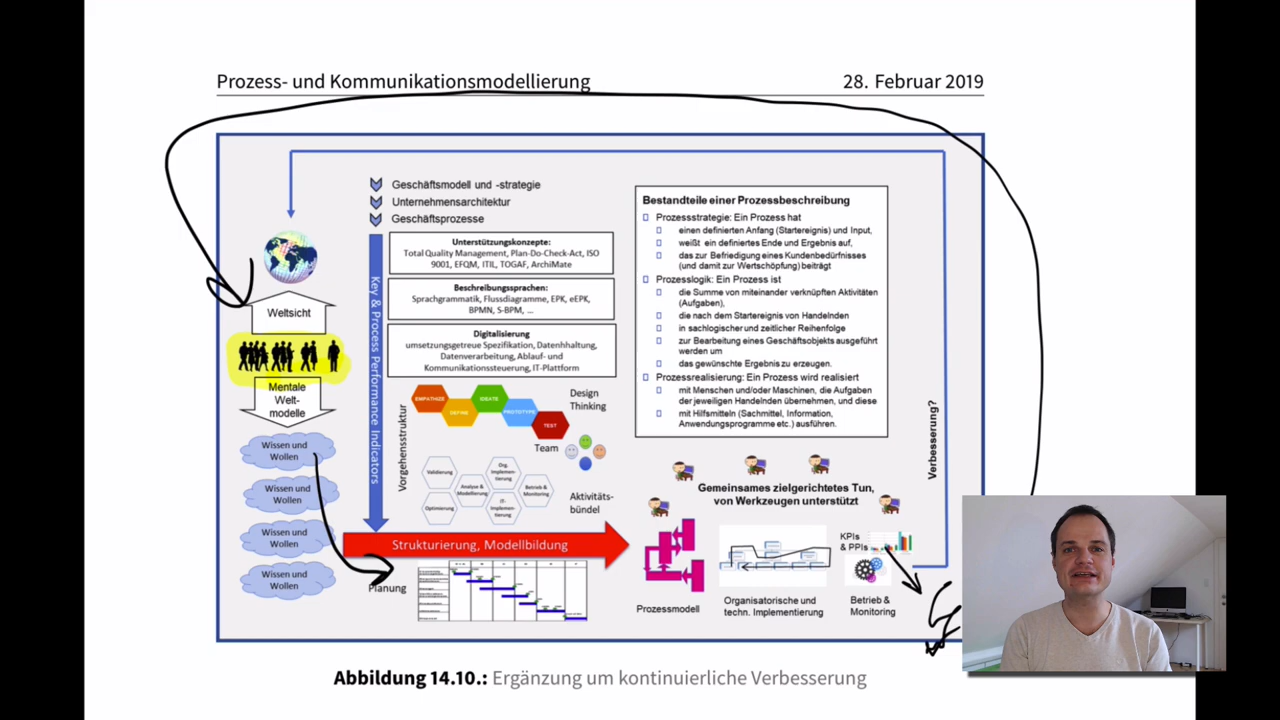 Prozess- und Kommunikationsmodellierung
28. Februar 2019
Geschäftsmodell und -strategie
Unternehmensarchitektur
Geschäftsprozesse
Weltsicht
Mentale
Welt-
modelle
Wissen und
Wollen
Wissen und
Wollen
Wissen und
Wollen
Wissen und
Wollen
Key & Process Performance Indicators
Unterstützungskonzepte:
Total Quality Management, Plan-Do-Check-Act, ISO
9001, EFQM, ITIL, TOGAF, ArchiMate
Beschreibungssprachen:
Sprachgrammatik, Flussdiagramme, EPK, eEPK,
BPMN, S-BPM, ...
Digitalisierung
umsetzungsgetreue Spezifikation, Datenhhaltung,
Datenverarbeitung, Ablauf- und
Kommunikationssteuerung, IT-Plattform
Vorgehensstruktur
EMPATHIZE
DEFINE
IDEATE
PROTOTYPE
TEST
Design
Thinking
Team
Validierung
Optimierung
Analyse &
Modellierung
Org.
Implemen-
tierung
IT-
Implemen-
tierung
Betrieb &
Monitoring
Aktivitäts-
bündel
Strukturierung, Modellbildung
Planung
Bestandteile einer Prozessbeschreibung
Prozessstrategie: Ein Prozess hat
einen definierten Anfang (Startereignis) und Input,
weißt ein definiertes Ende und Ergebnis auf,
das zur Befriedigung eines Kundenbedürfnisses
(und damit zur Wertschöpfung) beiträgt
Prozesslogik: Ein Prozess ist
die Summe von miteinander verknüpften Aktivitäten
(Aufgaben),
die nach dem Startereignis von Handelnden
in sachlogischer und zeitlicher Reihenfolge
zur Bearbeitung eines Geschäftsobjekts ausgeführt
werden um
das gewünschte Ergebnis zu erzeugen.
Prozessrealisierung: Ein Prozess wird realisiert
mit Menschen und/oder Maschinen, die Aufgaben
der jeweiligen Handelnden übernehmen, und diese
mit Hilfsmitteln (Sachmittel, Information,
Anwendungsprogramme etc.) ausführen.
Verbesserung?
Gemeinsames zielgerichtetes Tun,
von Werkzeugen unterstützt
KPIs
& PPIs
Prozessmodell
Organisatorische und
techn. Implementierung
Betrieb &
Monitoring
Abbildung 14.10.: Ergänzung um kontinuierliche Verbesserung